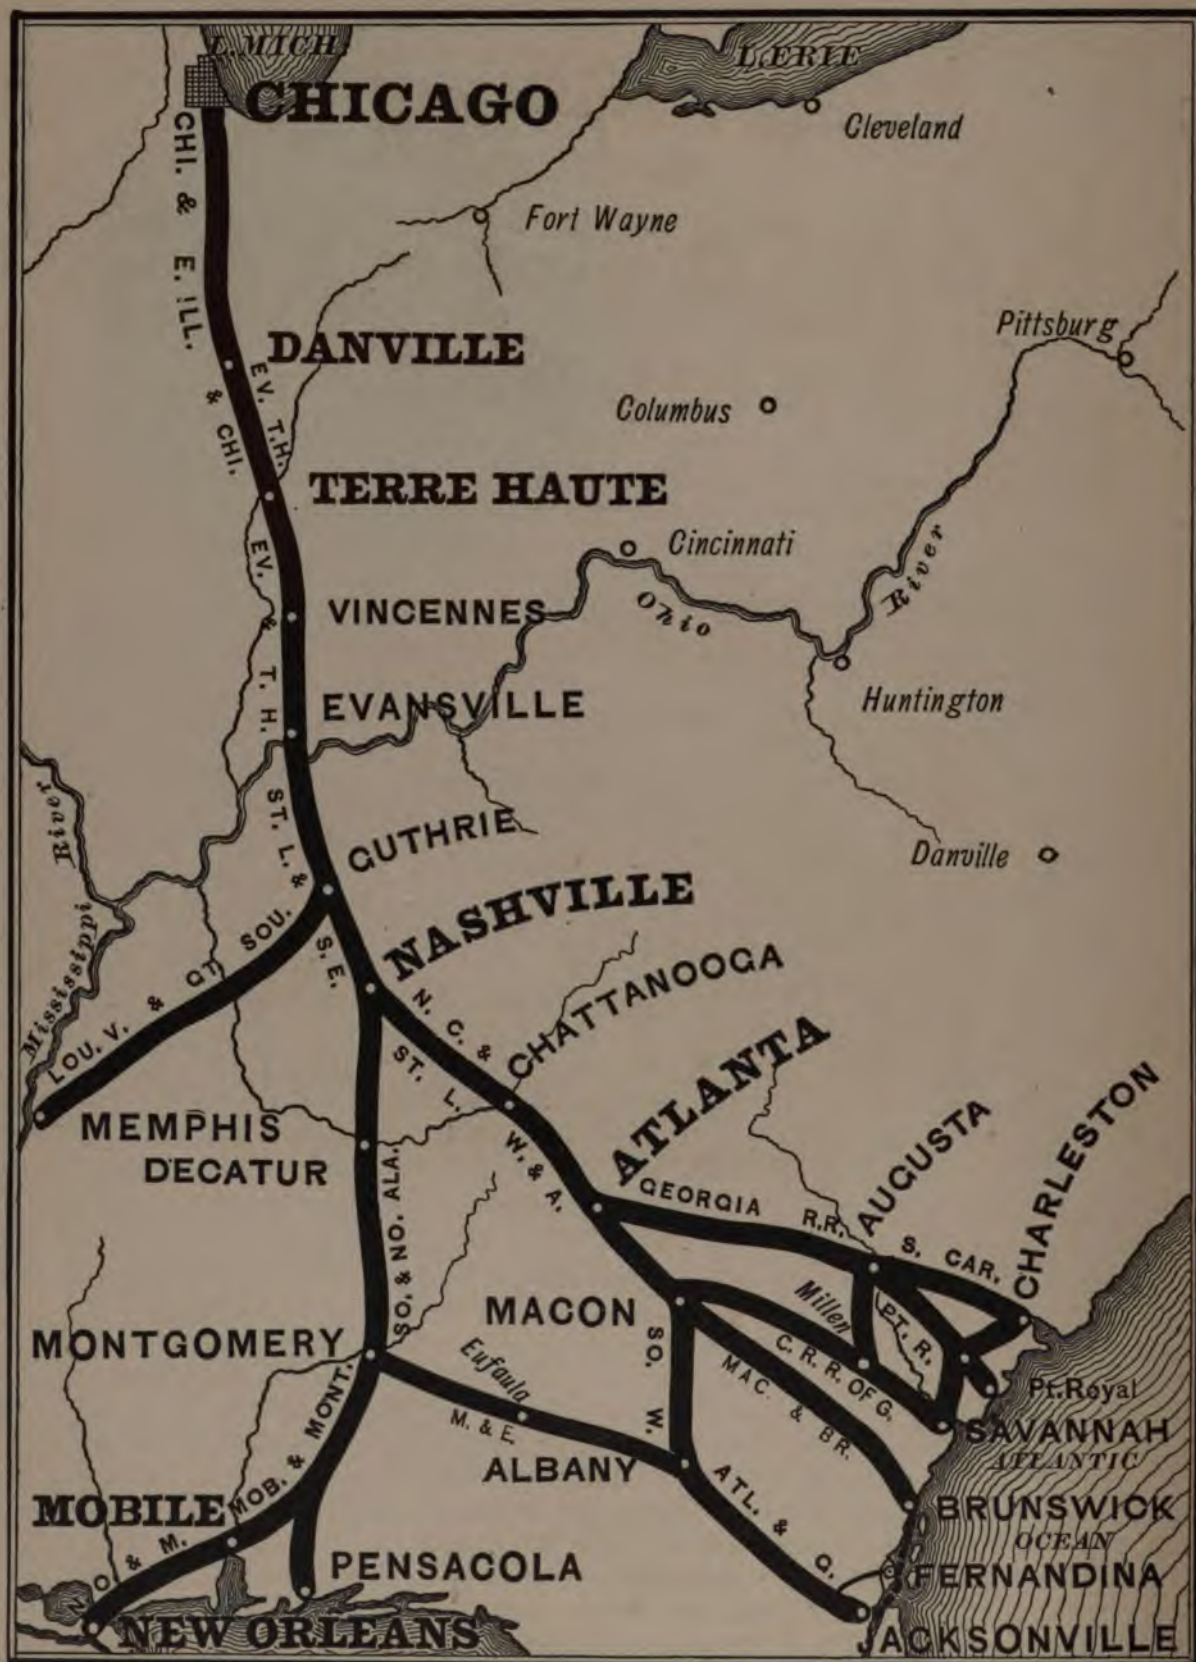 L. MICH.
L. ERIE
CHICAGO
Cleveland
CHI. & E. ILL.
Fort Wayne
Pittsburg
DANVILLE
EV. T.H.
& CHI.
Columbus
TERRE HAUTE
Cincinnati
EV. & T. H.
Ohio
River
VINCENNES
Huntington
EVANSVILLE
River
ST. L. &
S. E.
GUTHRIE
Danville
Mississippi
NASHVILLE
LOU. V. & GT. SOU.
N. C. &
ST. L.
CHATTANOOGA
ATLANTA
MEMPHIS
DECATUR
W. & A.
AUGUSTA
CHARLESTON
GEORGIA R.R.
S. CAR.
SO. & NO. ALA.
MACON
Millen
PT. R.
MONTGOMERY
Eufaula
SO. W.
C. R. R. OF G.
MAC. & BR.
Pt. Royal
M. & E.
SAVANNAH
ATLANTIC
MOB. & MONT.
ALBANY
ATL. & G.
MOBILE
BRUNSWICK
OCEAN
N. O. & M.
PENSACOLA
FERNANDINA
NEW ORLEANS
JACKSONVILLE